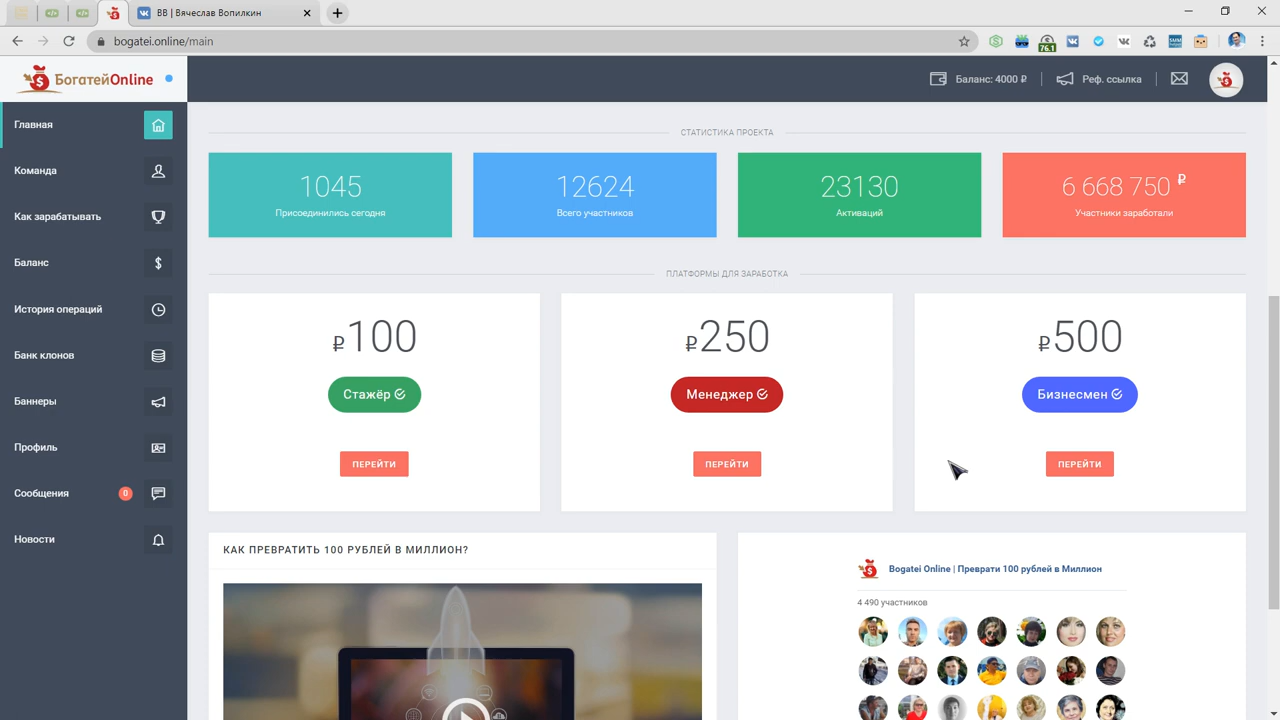 ВВ | Вячеслав Вопилкин
bogatei.online/main
76.1
БогатейOnline
Баланс: 4000 ₽
Реф. ссылка
Главная
Команда
Как зарабатывать
Баланс
История операций
Банк клонов
Баннеры
Профиль
Сообщения 0
Новости
СТАТИСТИКА ПРОЕКТА
1045
Присоединились сегодня
12624
Всего участников
23130
Активаций
6 668 750 ₽
Участники заработали
ПЛАТФОРМЫ ДЛЯ ЗАРАБОТКА
₽100
Стажёр
ПЕРЕЙТИ
₽250
Менеджер
ПЕРЕЙТИ
₽500
Бизнесмен
ПЕРЕЙТИ
КАК ПРЕВРАТИТЬ 100 РУБЛЕЙ В МИЛЛИОН?
Bogatei Online | Преврати 100 рублей в Миллион
4 490 участников